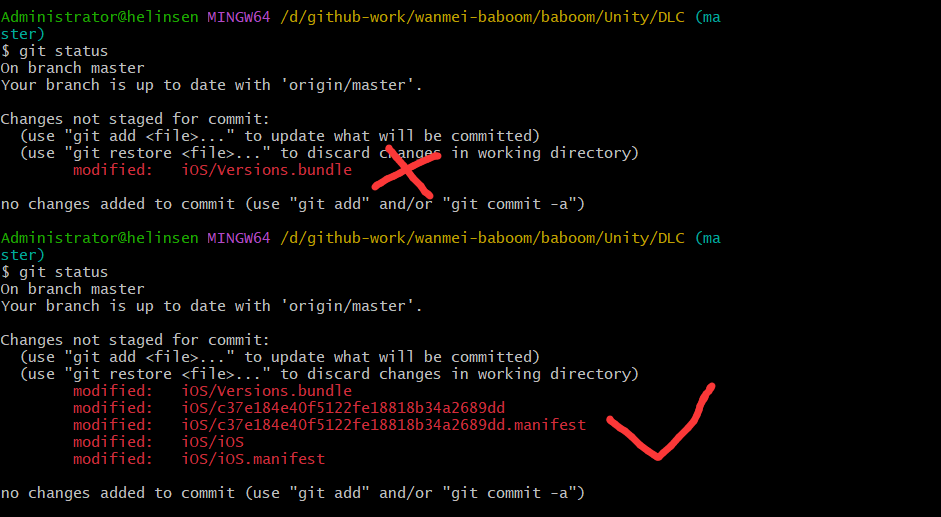 Administrator@helinsen MINGW64 /d/github-work/wanmei-baboom/baboom/Unity/DLC (ma
ster)
$ git status
On branch master
Your branch is up to date with 'origin/master'.
Changes not staged for commit:
  (use "git add <file>..." to update what will be committed)
  (use "git restore <file>..." to discard changes in working directory)
        modified:   iOS/Versions.bundle
no changes added to commit (use "git add" and/or "git commit -a")
Administrator@helinsen MINGW64 /d/github-work/wanmei-baboom/baboom/Unity/DLC (ma
ster)
$ git status
On branch master
Your branch is up to date with 'origin/master'.
Changes not staged for commit:
  (use "git add <file>..." to update what will be committed)
  (use "git restore <file>..." to discard changes in working directory)
        modified:   iOS/Versions.bundle
        modified:   iOS/c37e184e40f5122fe18818b34a2689dd
        modified:   iOS/c37e184e40f5122fe18818b34a2689dd.manifest
        modified:   iOS/iOS
        modified:   iOS/iOS.manifest
no changes added to commit (use "git add" and/or "git commit -a")